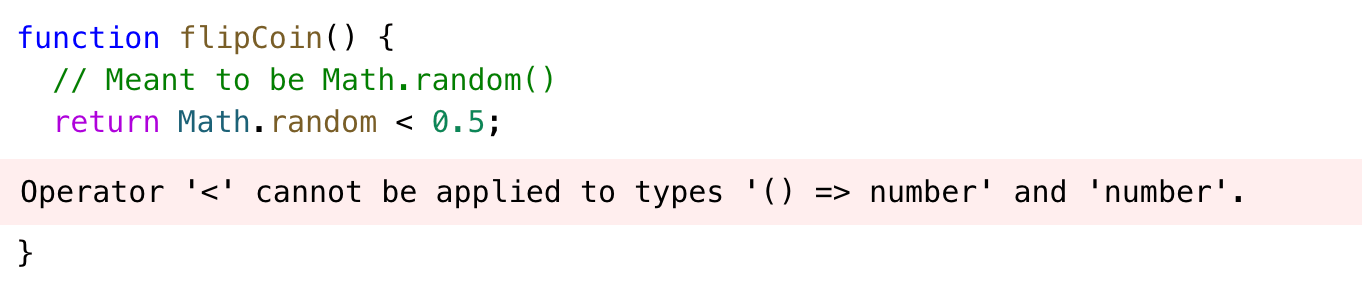 function flipCoin() {
  // Meant to be Math.random()
  return Math.random < 0.5;
Operator '<' cannot be applied to types '() => number' and 'number'.
}